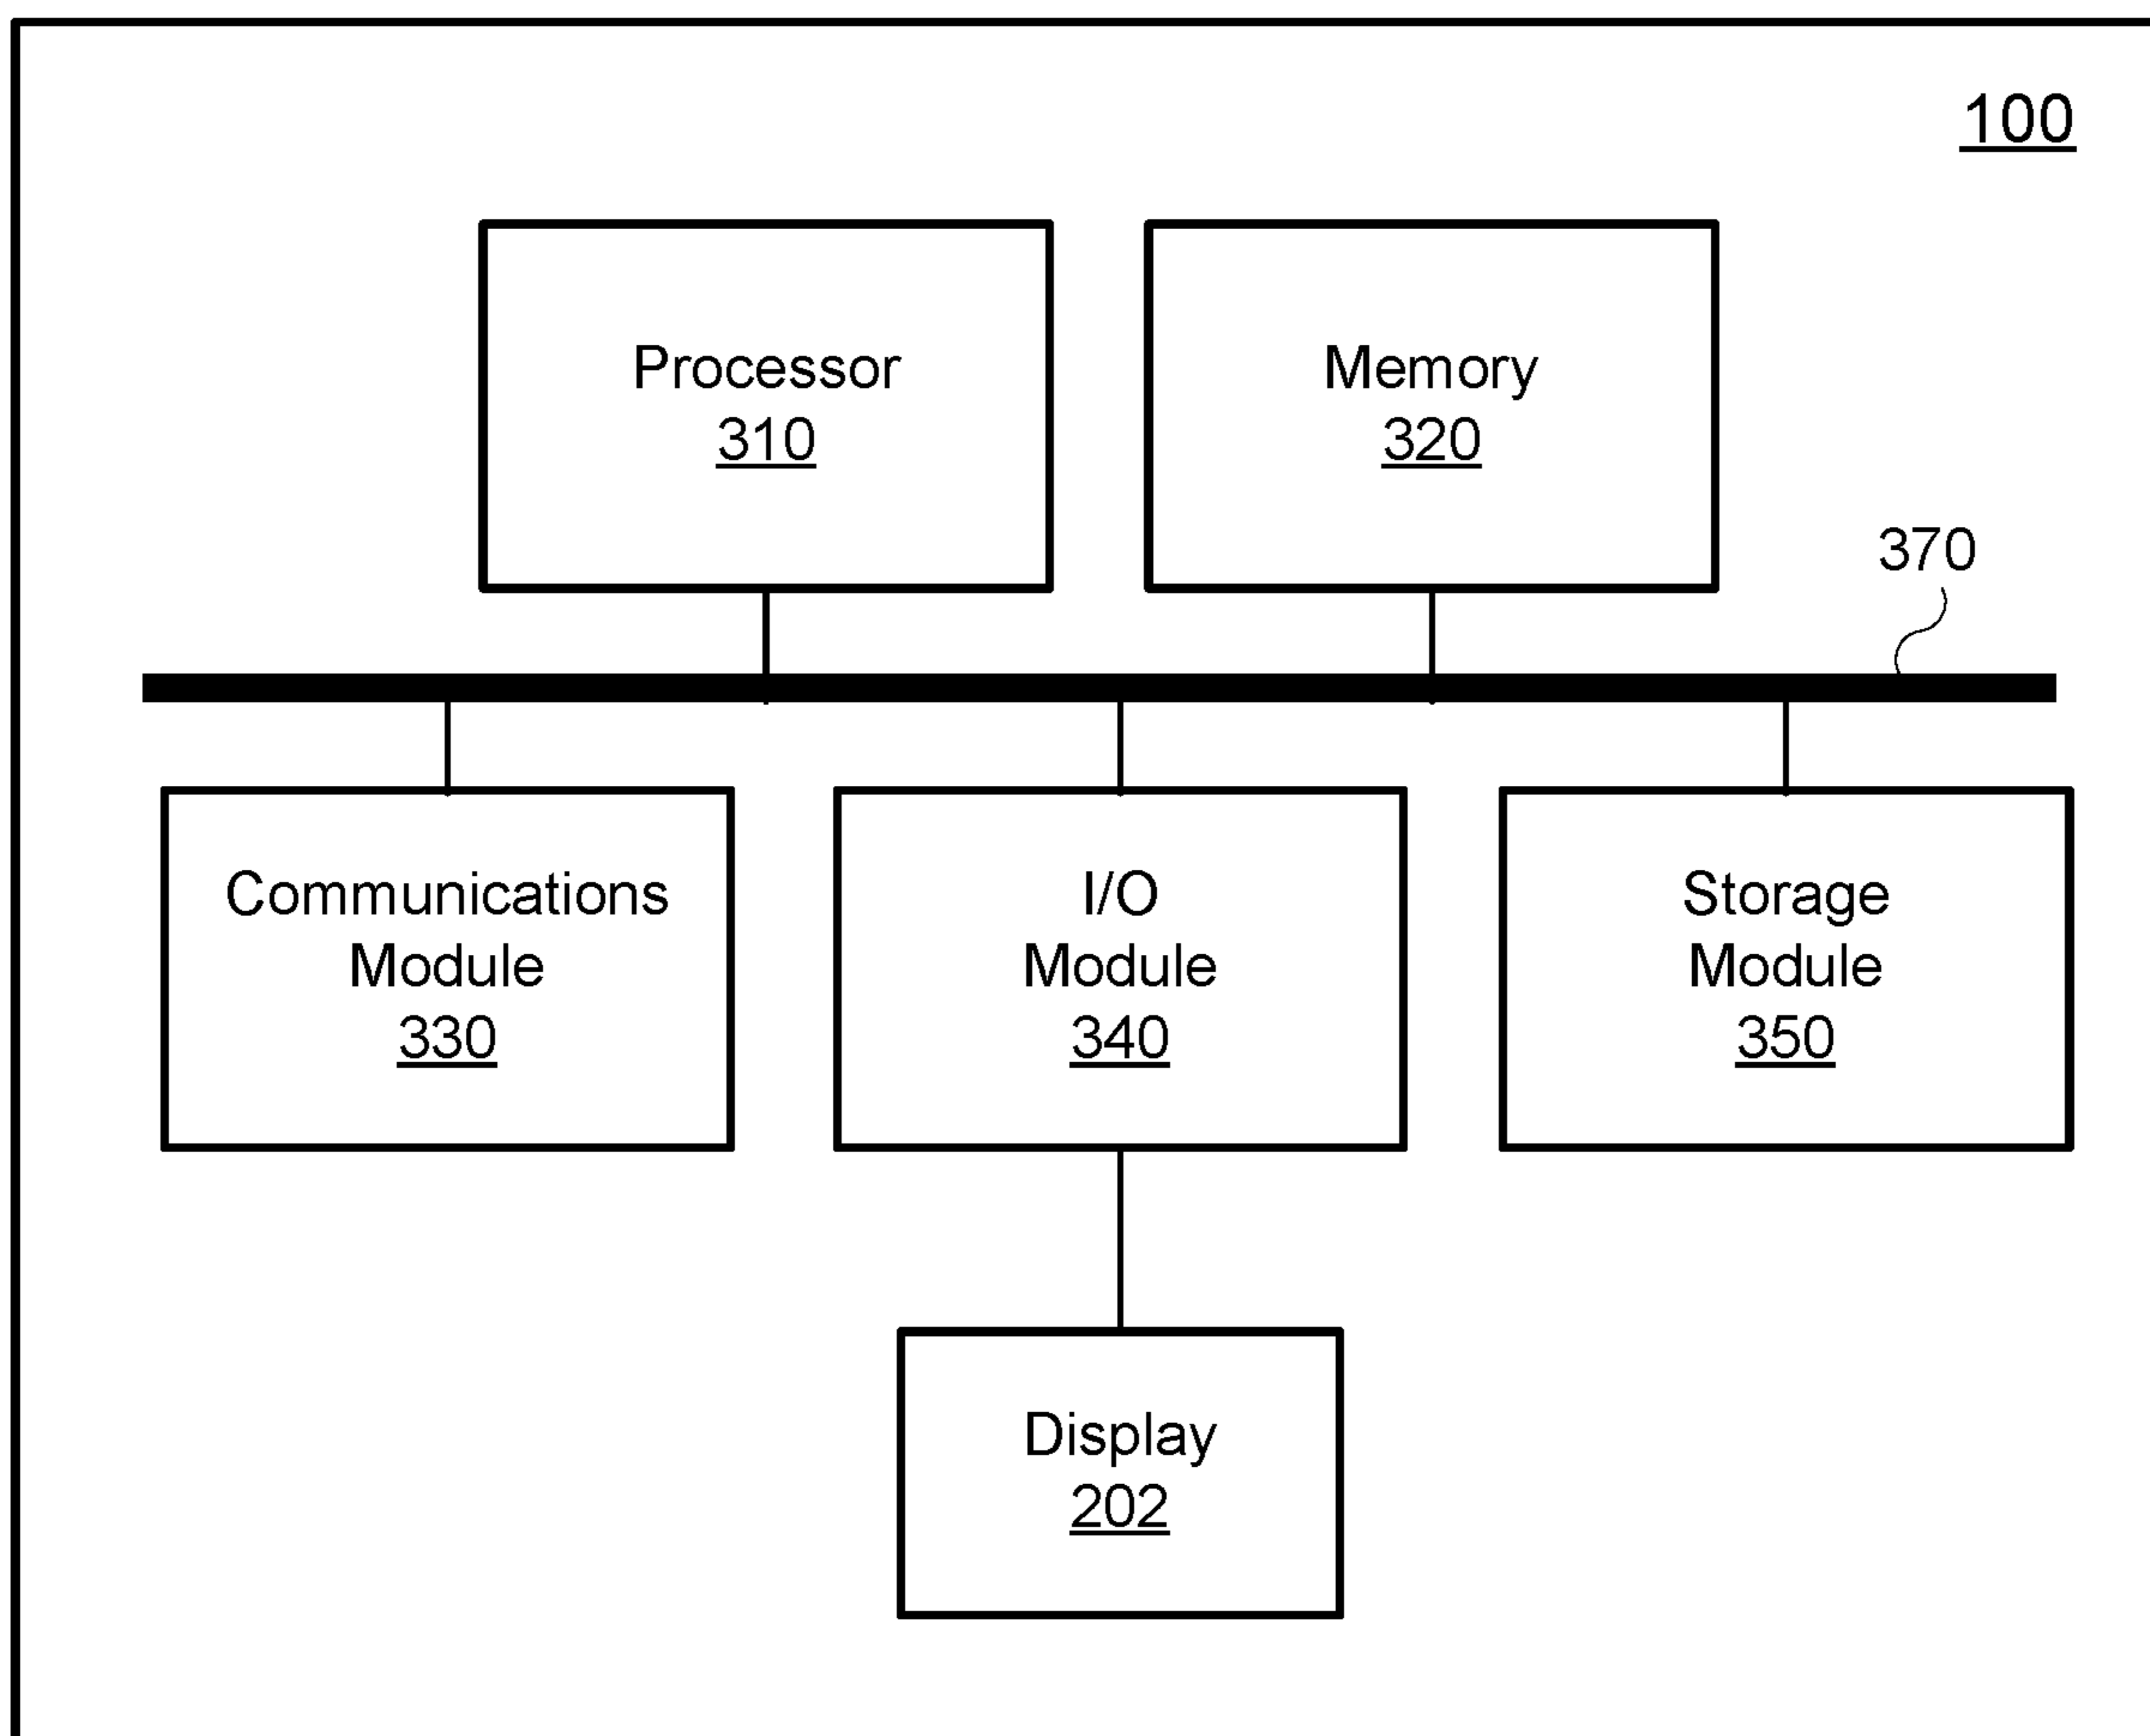 100
Processor
310
Memory
320
370
Communications
Module
330
I/O
Module
340
Storage
Module
350
Display
202